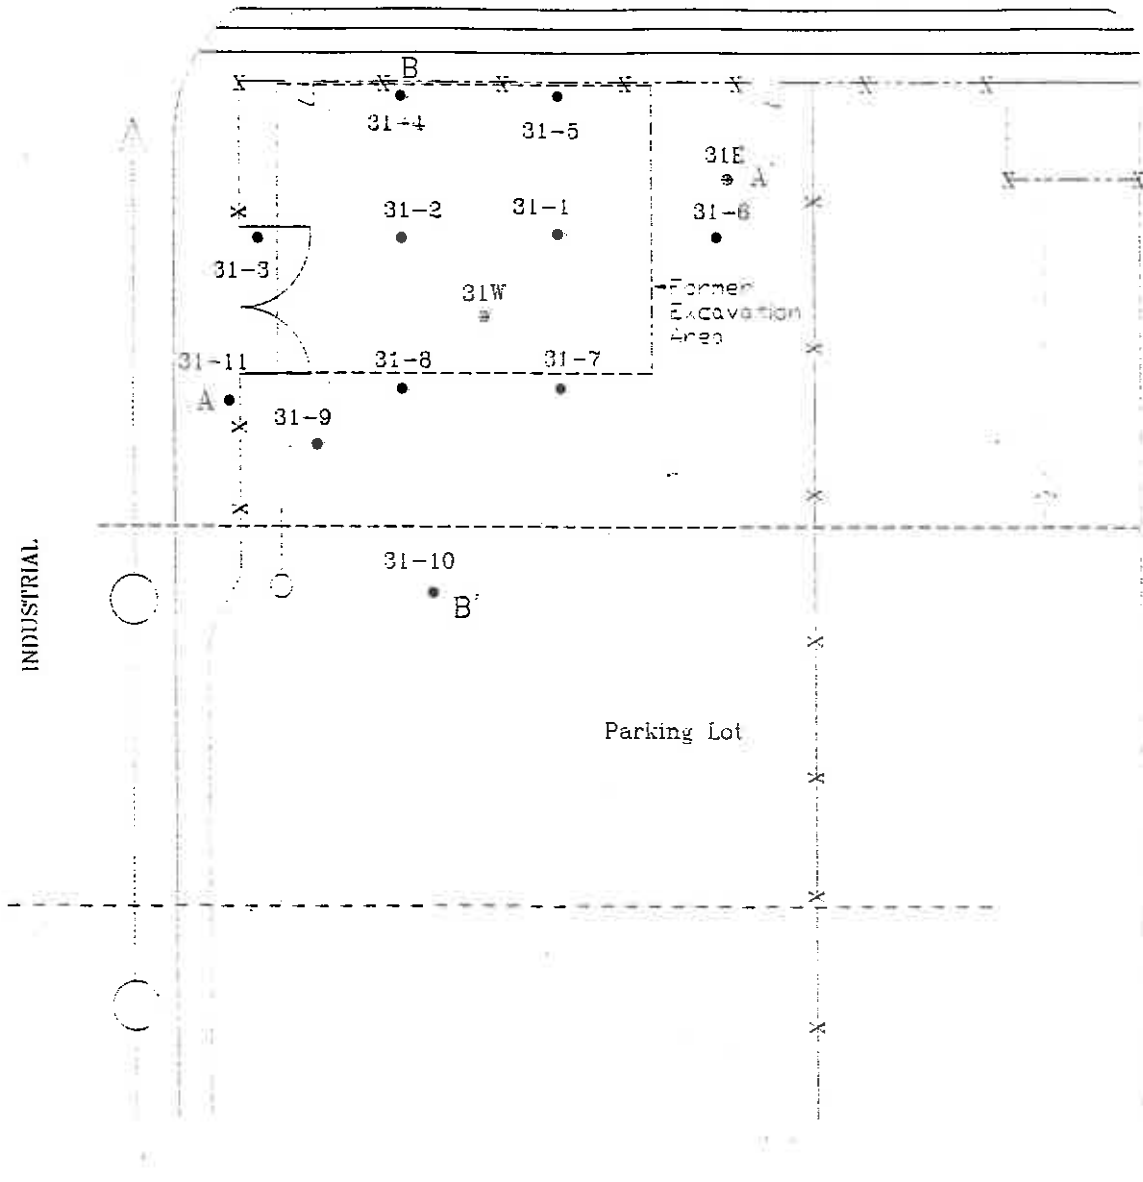 B
31-4
31-5
31E
A'
31-2
31-1
31-6
31-3
31W
Former
Excavation
Area
31-11
31-8
31-7
A
31-9
31-10
B'
INDUSTRIAL
Parking Lot